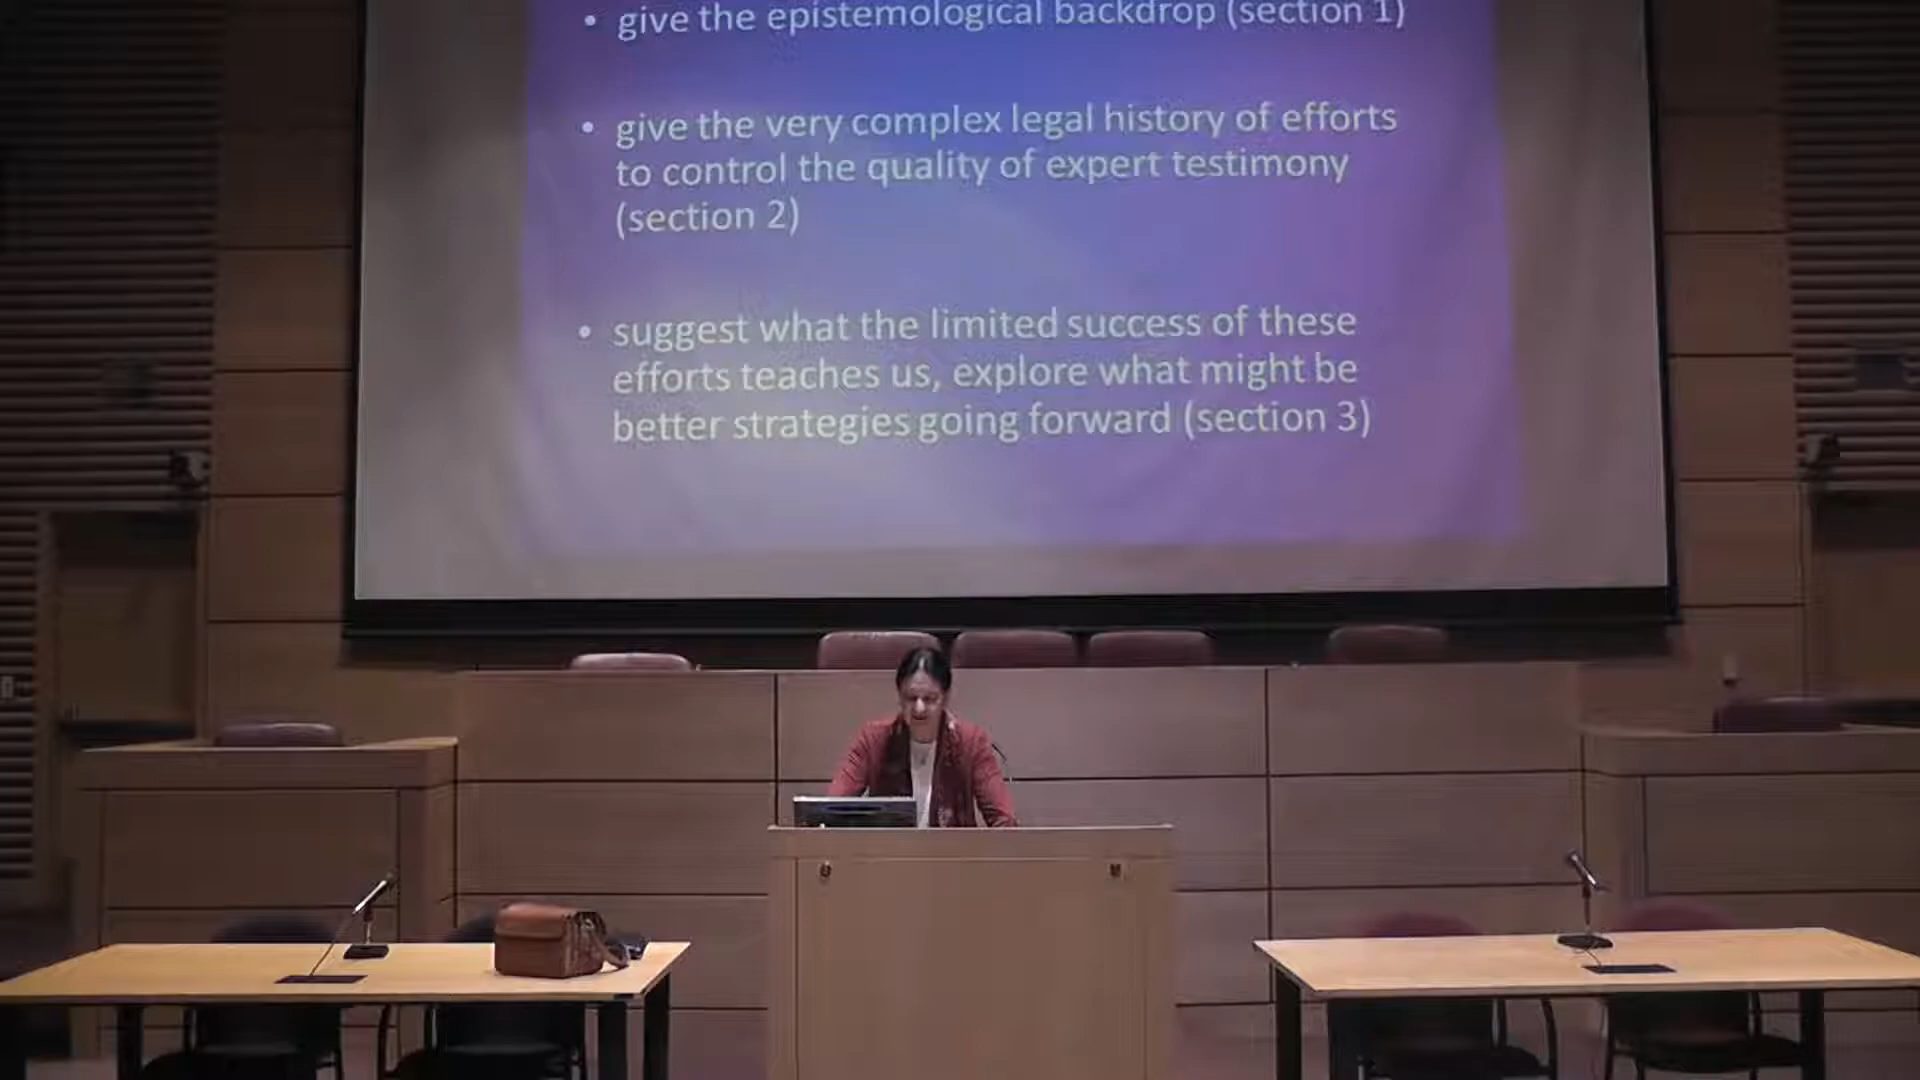 • give the epistemological backdrop (section 1)
• give the very complex legal history of efforts
to control the quality of expert testimony
(section 2)
• suggest what the limited success of these
efforts teaches us, explore what might be
better strategies going forward (section 3)